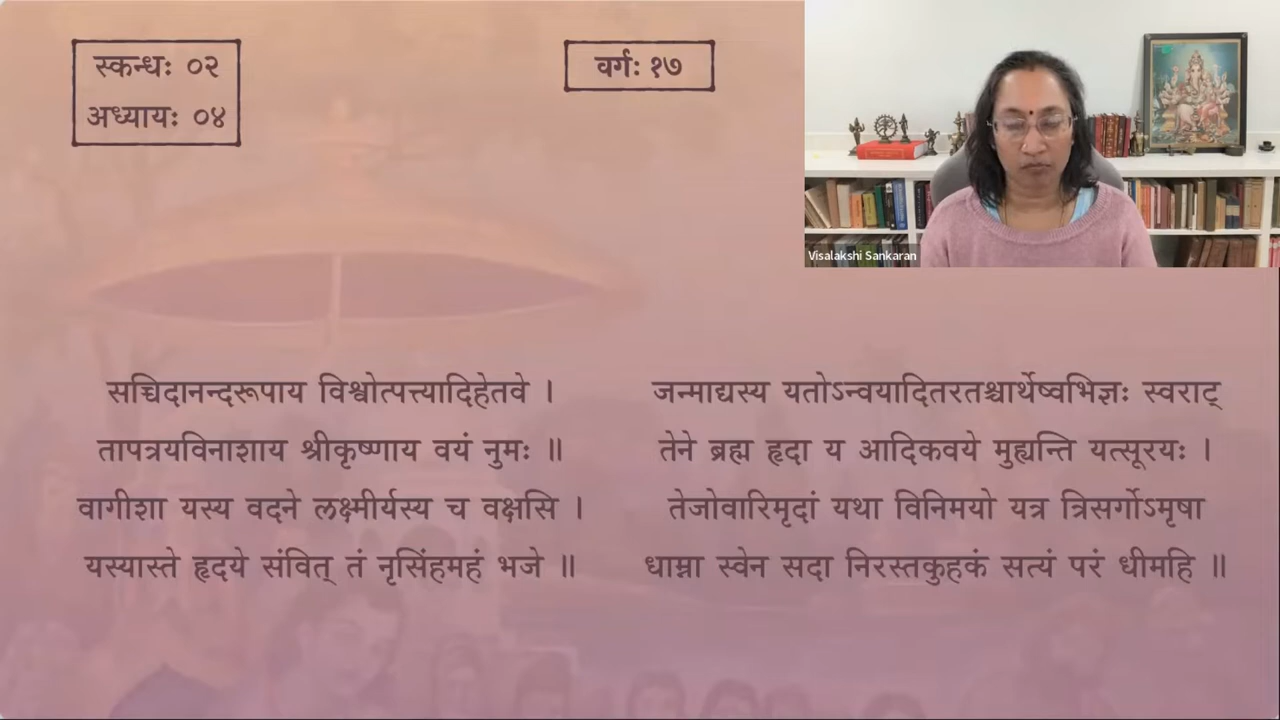 स्कन्धः ०२
अध्यायः ०४
वर्गः १७
Visalakshi Sankaran
सच्चिदानन्दरूपाय विश्वोत्पत्त्यादिहेतवे ।
तापत्रयविनाशाय श्रीकृष्णाय वयं नुमः ॥
वागीशा यस्य वदने लक्ष्मीर्यस्य च वक्षसि ।
यस्यास्ते हृदये संवित् तं नृसिंहमहं भजे ॥
जन्माद्यस्य यतोऽन्वयादितरतश्चार्थेष्वभिज्ञः स्वराट्
तेने ब्रह्म हृदा य आदिकवये मुह्यन्ति यत्सूरयः ।
तेजोवारिमृदां यथा विनिमयो यत्र त्रिसर्गोऽमृषा
धाम्ना स्वेन सदा निरस्तकुहकं सत्यं परं धीमहि ॥